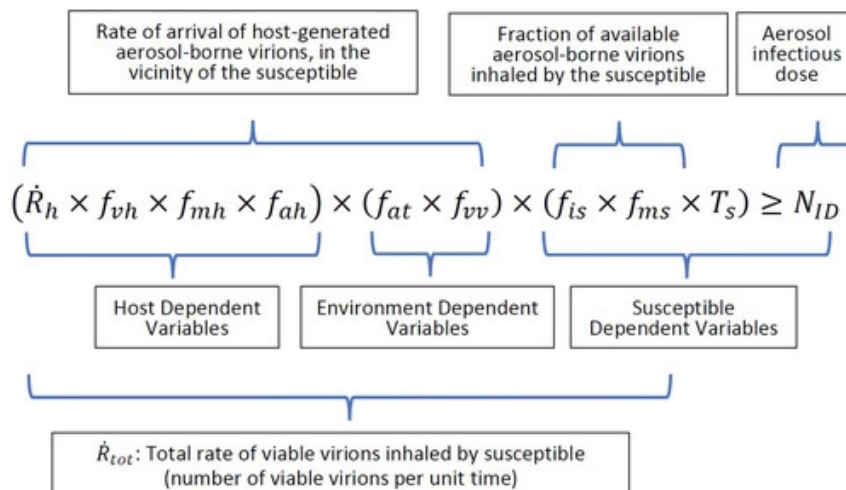 Rate of arrival of host-generated
aerosol-borne virions, in the
vicinity of the susceptible
Fraction of available
aerosol-borne virions
inhaled by the susceptible
Aerosol
infectious
dose
(Ṙ_h × f_vh × f_mh × f_ah) × (f_at × f_vv) × (f_is × f_ms × T_s) ≥ N_ID
Host Dependent
Variables
Environment Dependent
Variables
Susceptible
Dependent Variables
Ṙ_tot: Total rate of viable virions inhaled by susceptible
(number of viable virions per unit time)